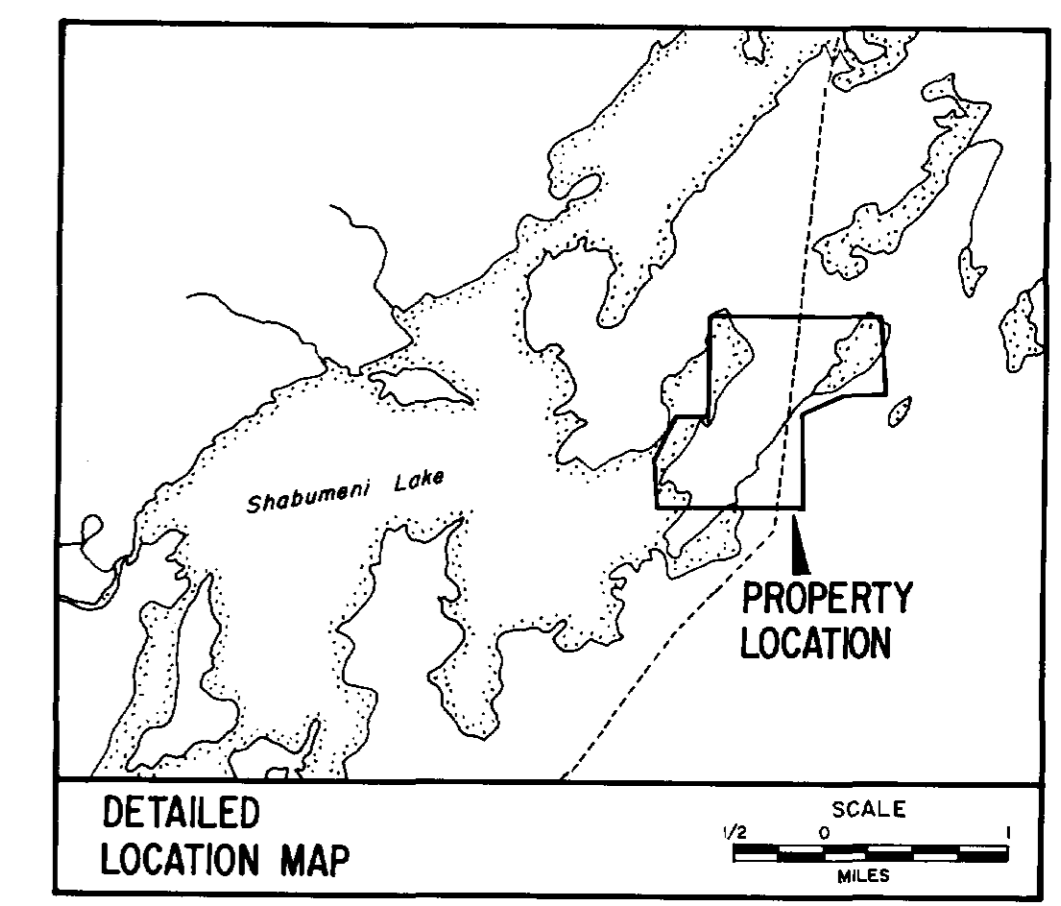 Shabumeni Lake
PROPERTY
LOCATION
DETAILED
LOCATION MAP
SCALE
1/2 0 1
MILES